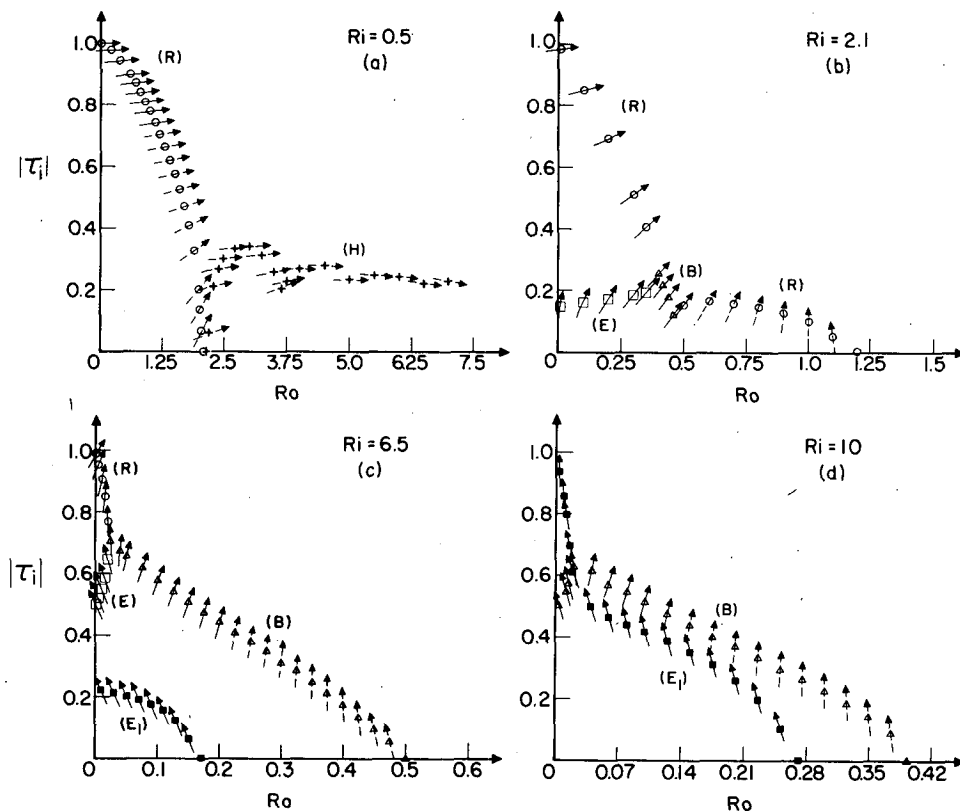 Ri = 0.5
(a)
1.0
0.8
0.6
0.4
0.2
0
|τi|
(R)
(H)
0 1.25 2.5 3.75 5.0 6.25 7.5
Ro
Ri = 2.1
(b)
1.0
0.8
0.6
0.4
0.2
0
(R)
(B)
(R)
(E)
0 0.25 0.5 0.75 1.0 1.25 1.5
Ro
Ri = 6.5
(c)
1.0
0.8
0.6
0.4
0.2
0
|τi|
(R)
(E)
(B)
(E1)
0 0.1 0.2 0.3 0.4 0.5 0.6
Ro
Ri = 10
(d)
1.0
0.8
0.6
0.4
0.2
0
(B)
(E1)
0 0.07 0.14 0.21 0.28 0.35 0.42
Ro